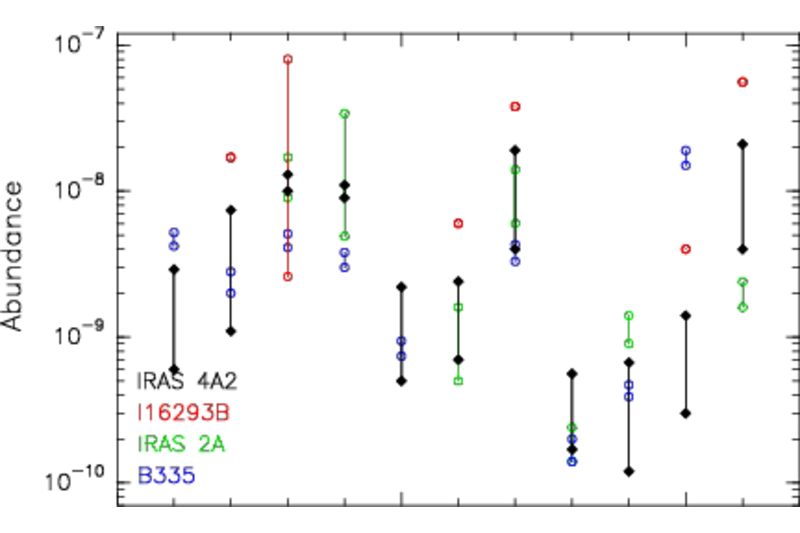 10⁻⁷
10⁻⁸
10⁻⁹
10⁻¹⁰
Abundance
IRAS 4A2
I16293B
IRAS 2A
B335